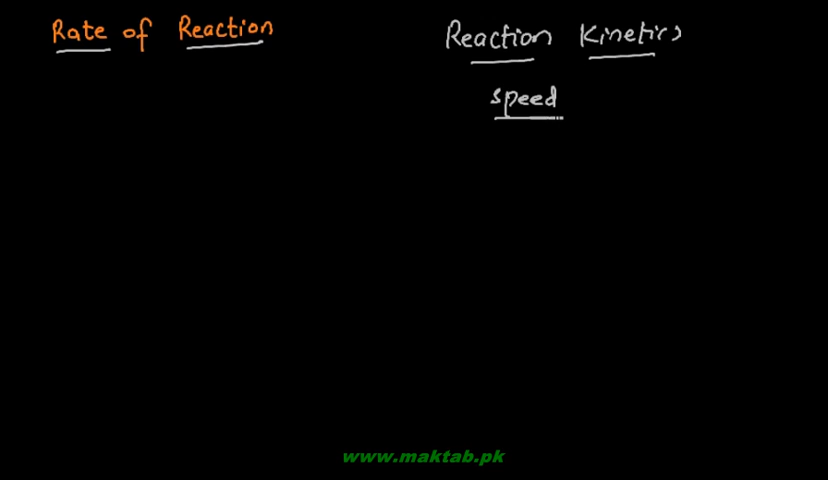 Rate of Reaction
Reaction Kinetics
speed
www.maktab.pk